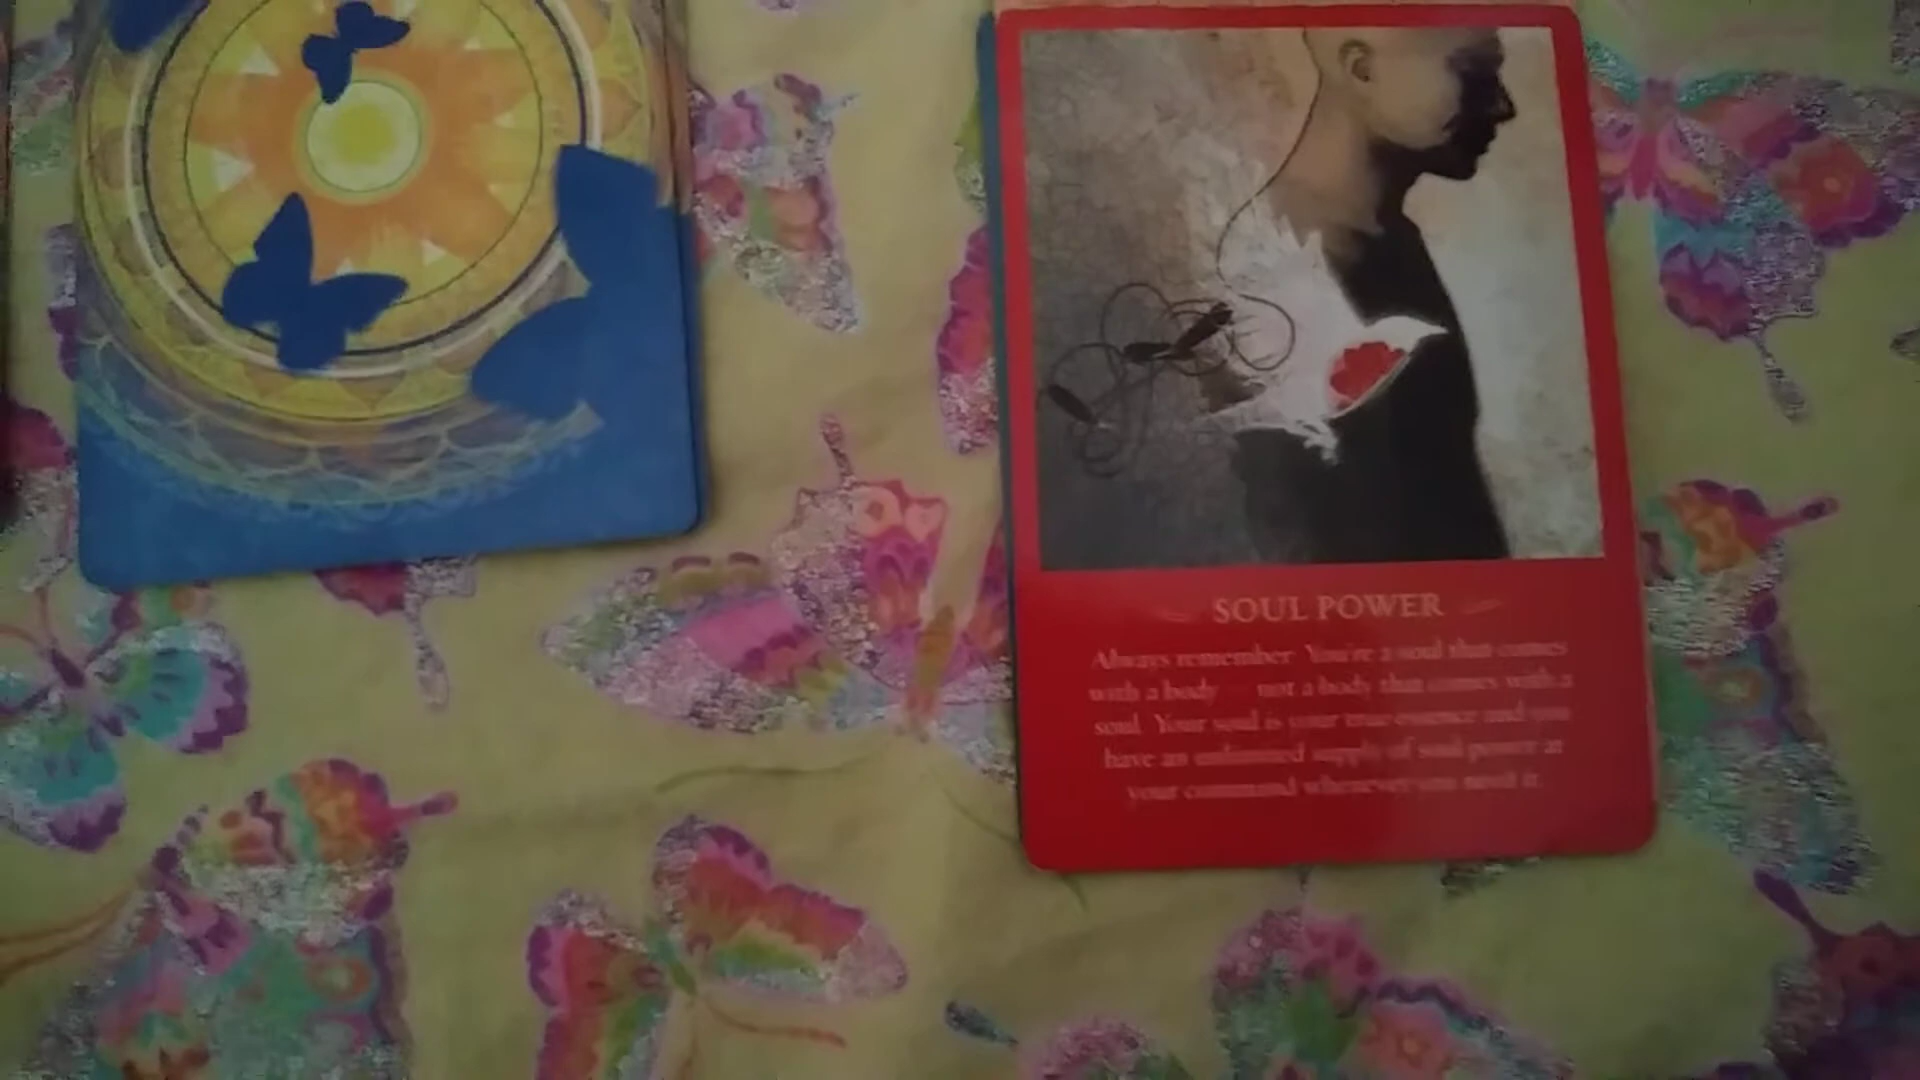 SOUL POWER
Always remember You're a soul that comes
with a body not a body that comes with a
soul. Your soul is your true essence and you
have an unlimited supply of soul power at
your command whenever you need it.